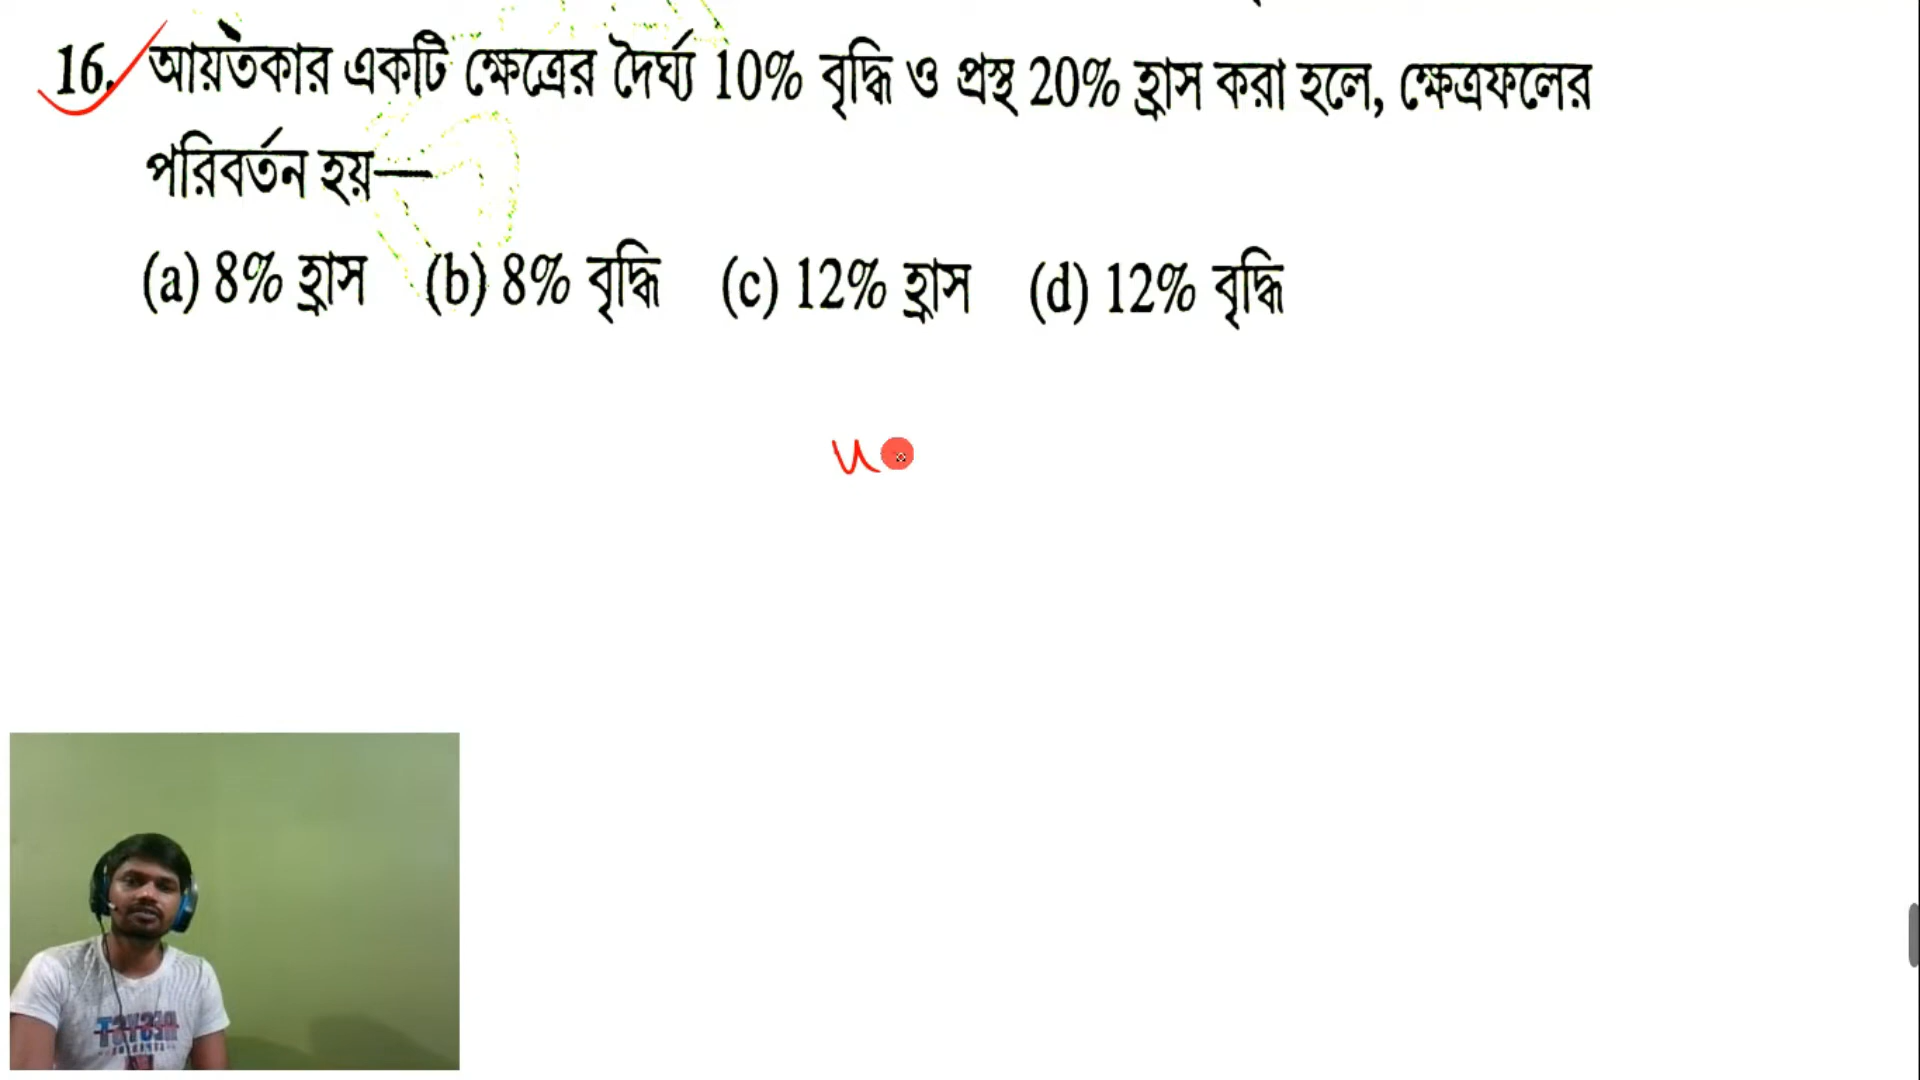 16. আয়তকার একটি ক্ষেত্রের দৈর্ঘ্য 10% বৃদ্ধি ও প্রস্থ 20% হ্রাস করা হলে, ক্ষেত্রফলের
পরিবর্তন হয়—
(a) 8% হ্রাস (b) 8% বৃদ্ধি (c) 12% হ্রাস (d) 12% বৃদ্ধি